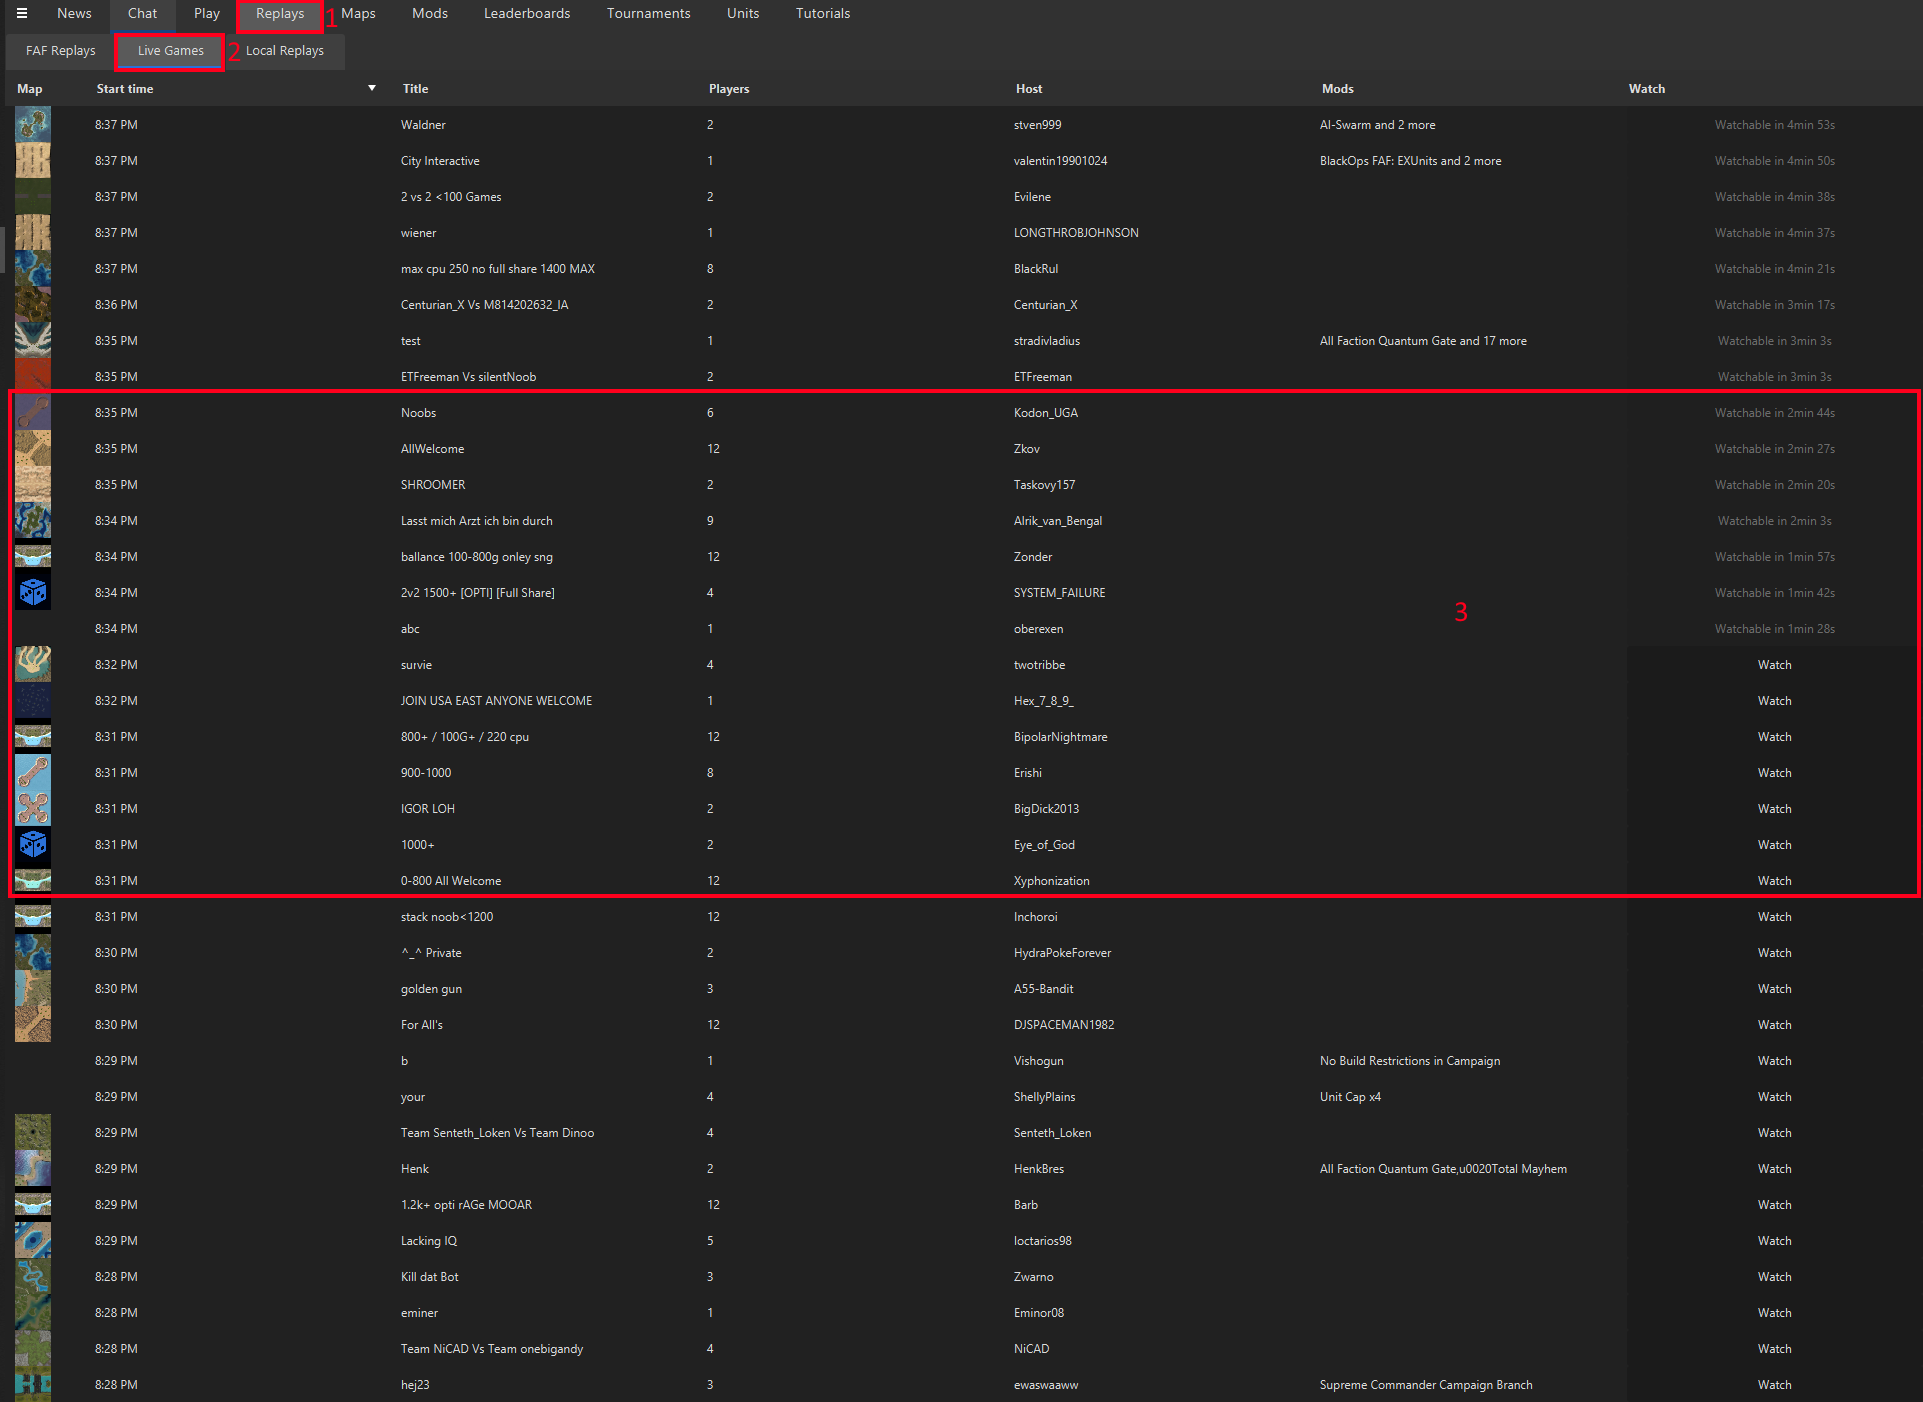 ☰ News Chat Play Replays 1 Maps Mods Leaderboards Tournaments Units Tutorials
FAF Replays Live Games 2 Local Replays
Map Start time ▼ Title Players Host Mods Watch
8:37 PM Waldner 2 stven999 AI-Swarm and 2 more Watchable in 4min 53s
8:37 PM City Interactive 1 valentin19901024 BlackOps FAF: EXUnits and 2 more Watchable in 4min 50s
8:37 PM 2 vs 2 <100 Games 2 Evilene Watchable in 4min 38s
8:37 PM wiener 1 LONGTHROBJOHNSON Watchable in 4min 37s
8:37 PM max cpu 250 no full share 1400 MAX 8 BlackRul Watchable in 4min 21s
8:36 PM Centurian_X Vs M814202632_IA 2 Centurian_X Watchable in 3min 17s
8:35 PM test 1 stradivladius All Faction Quantum Gate and 17 more Watchable in 3min 3s
8:35 PM ETFreeman Vs silentNoob 2 ETFreeman Watchable in 3min 3s
8:35 PM Noobs 6 Kodon_UGA Watchable in 2min 44s
8:35 PM AllWelcome 12 Zkov Watchable in 2min 27s
8:35 PM SHROOMER 2 Taskovy157 Watchable in 2min 20s
8:34 PM Lasst mich Arzt ich bin durch 9 Alrik_van_Bengal Watchable in 2min 3s
8:34 PM ballance 100-800g onley sng 12 Zonder Watchable in 1min 57s
8:34 PM 2v2 1500+ [OPTI] [Full Share] 4 SYSTEM_FAILURE Watchable in 1min 42s
3
8:34 PM abc 1 oberexen Watchable in 1min 28s
8:32 PM survie 4 twotribbe Watch
8:32 PM JOIN USA EAST ANYONE WELCOME 1 Hex_7_8_9_ Watch
8:31 PM 800+ / 100G+ / 220 cpu 12 BipolarNightmare Watch
8:31 PM 900-1000 8 Erishi Watch
8:31 PM IGOR LOH 2 BigDick2013 Watch
8:31 PM 1000+ 2 Eye_of_God Watch
8:31 PM 0-800 All Welcome 12 Xyphonization Watch
8:31 PM stack noob<1200 12 Inchoroi Watch
8:30 PM ^_^ Private 2 HydraPokeForever Watch
8:30 PM golden gun 3 A55-Bandit Watch
8:30 PM For All's 12 DJSPACEMAN1982 Watch
8:29 PM b 1 Vishogun No Build Restrictions in Campaign Watch
8:29 PM your 4 ShellyPlains Unit Cap x4 Watch
8:29 PM Team Senteth_Loken Vs Team Dinoo 4 Senteth_Loken Watch
8:29 PM Henk 2 HenkBres All Faction Quantum Gate,u0020Total Mayhem Watch
8:29 PM 1.2k+ opti rAGe MOOAR 12 Barb Watch
8:29 PM Lacking IQ 5 loctarios98 Watch
8:28 PM Kill dat Bot 3 Zwarno Watch
8:28 PM eminer 1 Eminor08 Watch
8:28 PM Team NiCAD Vs Team onebigandy 4 NiCAD Watch
8:28 PM hej23 3 ewaswaaww Supreme Commander Campaign Branch Watch